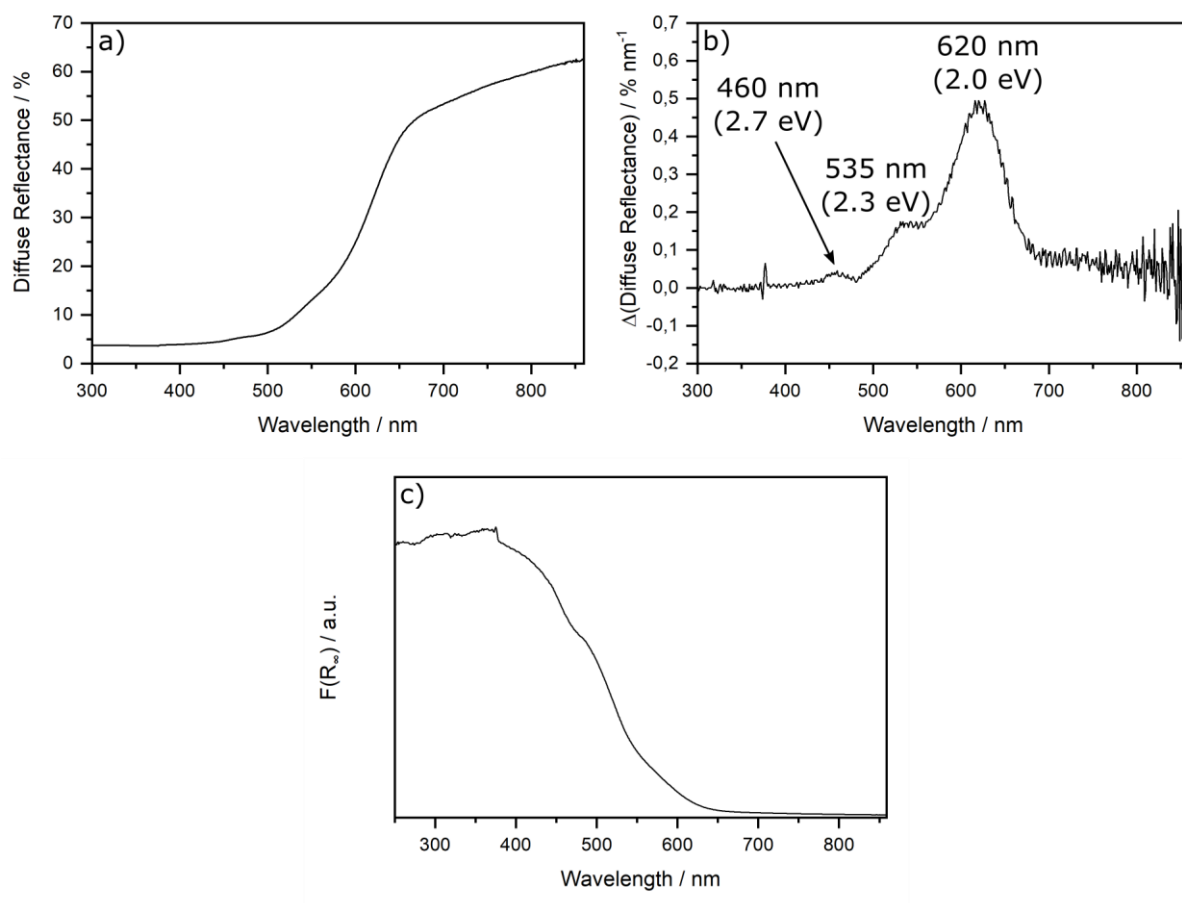 a)
70
60
50
40
30
20
10
0
300 400 500 600 700 800
Diffuse Reflectance / %
Wavelength / nm
b)
0,7
0,6
0,5
0,4
0,3
0,2
0,1
0,0
-0,1
-0,2
300 400 500 600 700 800
Δ(Diffuse Reflectance) / % nm⁻¹
Wavelength / nm
460 nm
(2.7 eV)
535 nm
(2.3 eV)
620 nm
(2.0 eV)
c)
F(R∞) / a.u.
300 400 500 600 700 800
Wavelength / nm